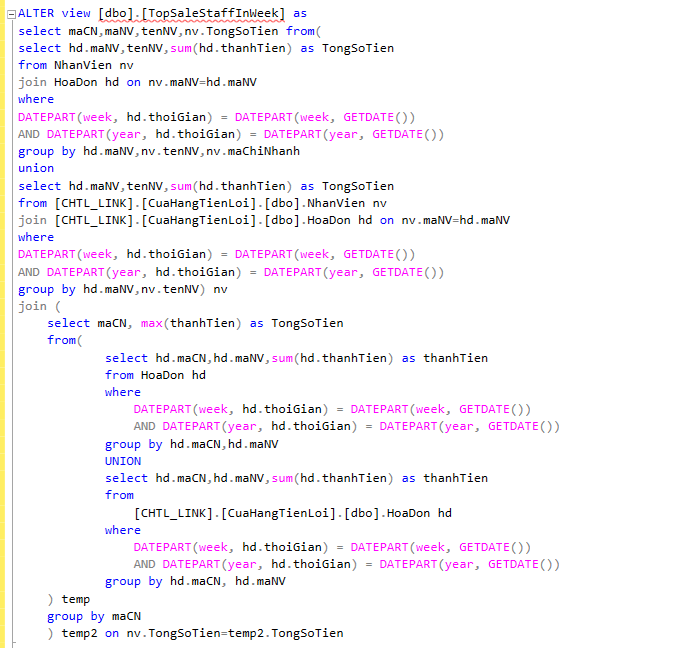 ALTER view [dbo].[TopSaleStaffInWeek] as
select maCN,maNV,tenNV,nv.TongSoTien from(
select hd.maNV,tenNV,sum(hd.thanhTien) as TongSoTien
from NhanVien nv
join HoaDon hd on nv.maNV=hd.maNV
where
DATEPART(week, hd.thoiGian) = DATEPART(week, GETDATE())
AND DATEPART(year, hd.thoiGian) = DATEPART(year, GETDATE())
group by hd.maNV,nv.tenNV,nv.maChiNhanh
union
select hd.maNV,tenNV,sum(hd.thanhTien) as TongSoTien
from [CHTL_LINK].[CuaHangTienLoi].[dbo].NhanVien nv
join [CHTL_LINK].[CuaHangTienLoi].[dbo].HoaDon hd on nv.maNV=hd.maNV
where
DATEPART(week, hd.thoiGian) = DATEPART(week, GETDATE())
AND DATEPART(year, hd.thoiGian) = DATEPART(year, GETDATE())
group by hd.maNV,nv.tenNV) nv
join (
select maCN, max(thanhTien) as TongSoTien
from(
select hd.maCN,hd.maNV,sum(hd.thanhTien) as thanhTien
from HoaDon hd
where
DATEPART(week, hd.thoiGian) = DATEPART(week, GETDATE())
AND DATEPART(year, hd.thoiGian) = DATEPART(year, GETDATE())
group by hd.maCN,hd.maNV
UNION
select hd.maCN,hd.maNV,sum(hd.thanhTien) as thanhTien
from
[CHTL_LINK].[CuaHangTienLoi].[dbo].HoaDon hd
where
DATEPART(week, hd.thoiGian) = DATEPART(week, GETDATE())
AND DATEPART(year, hd.thoiGian) = DATEPART(year, GETDATE())
group by hd.maCN, hd.maNV
) temp
group by maCN
) temp2 on nv.TongSoTien=temp2.TongSoTien